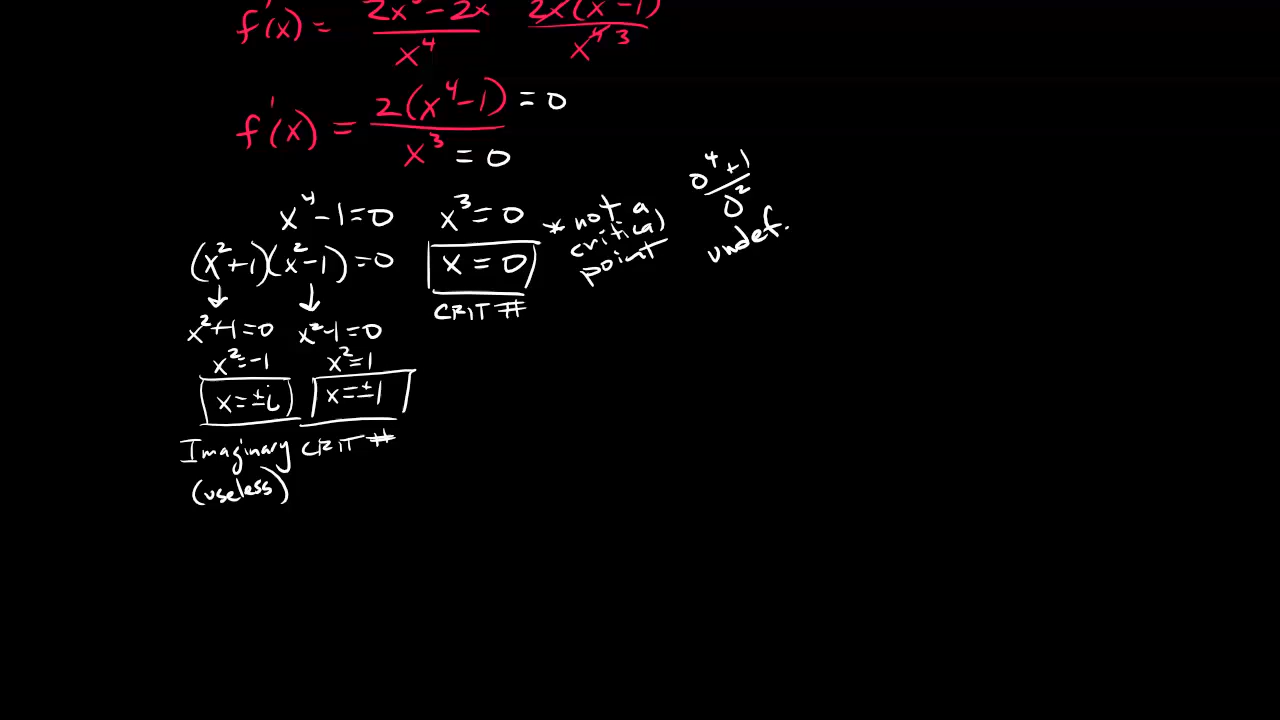 f'(x) = 2x⁵ - 2x / x⁴   2x(x⁴ - 1) / x⁴ ³
f'(x) = 2(x⁴-1) / x³
= 0
= 0
x⁴ - 1 = 0
(x²+1)(x²-1) = 0
x²+1=0
x²=-1
x=±i
Imaginary
(useless)
x²-1=0
x²=1
x=±1
CRIT #
x³ = 0
x = 0
CRIT #
* not a
critical
point
0⁴+1 / 0²
undef.